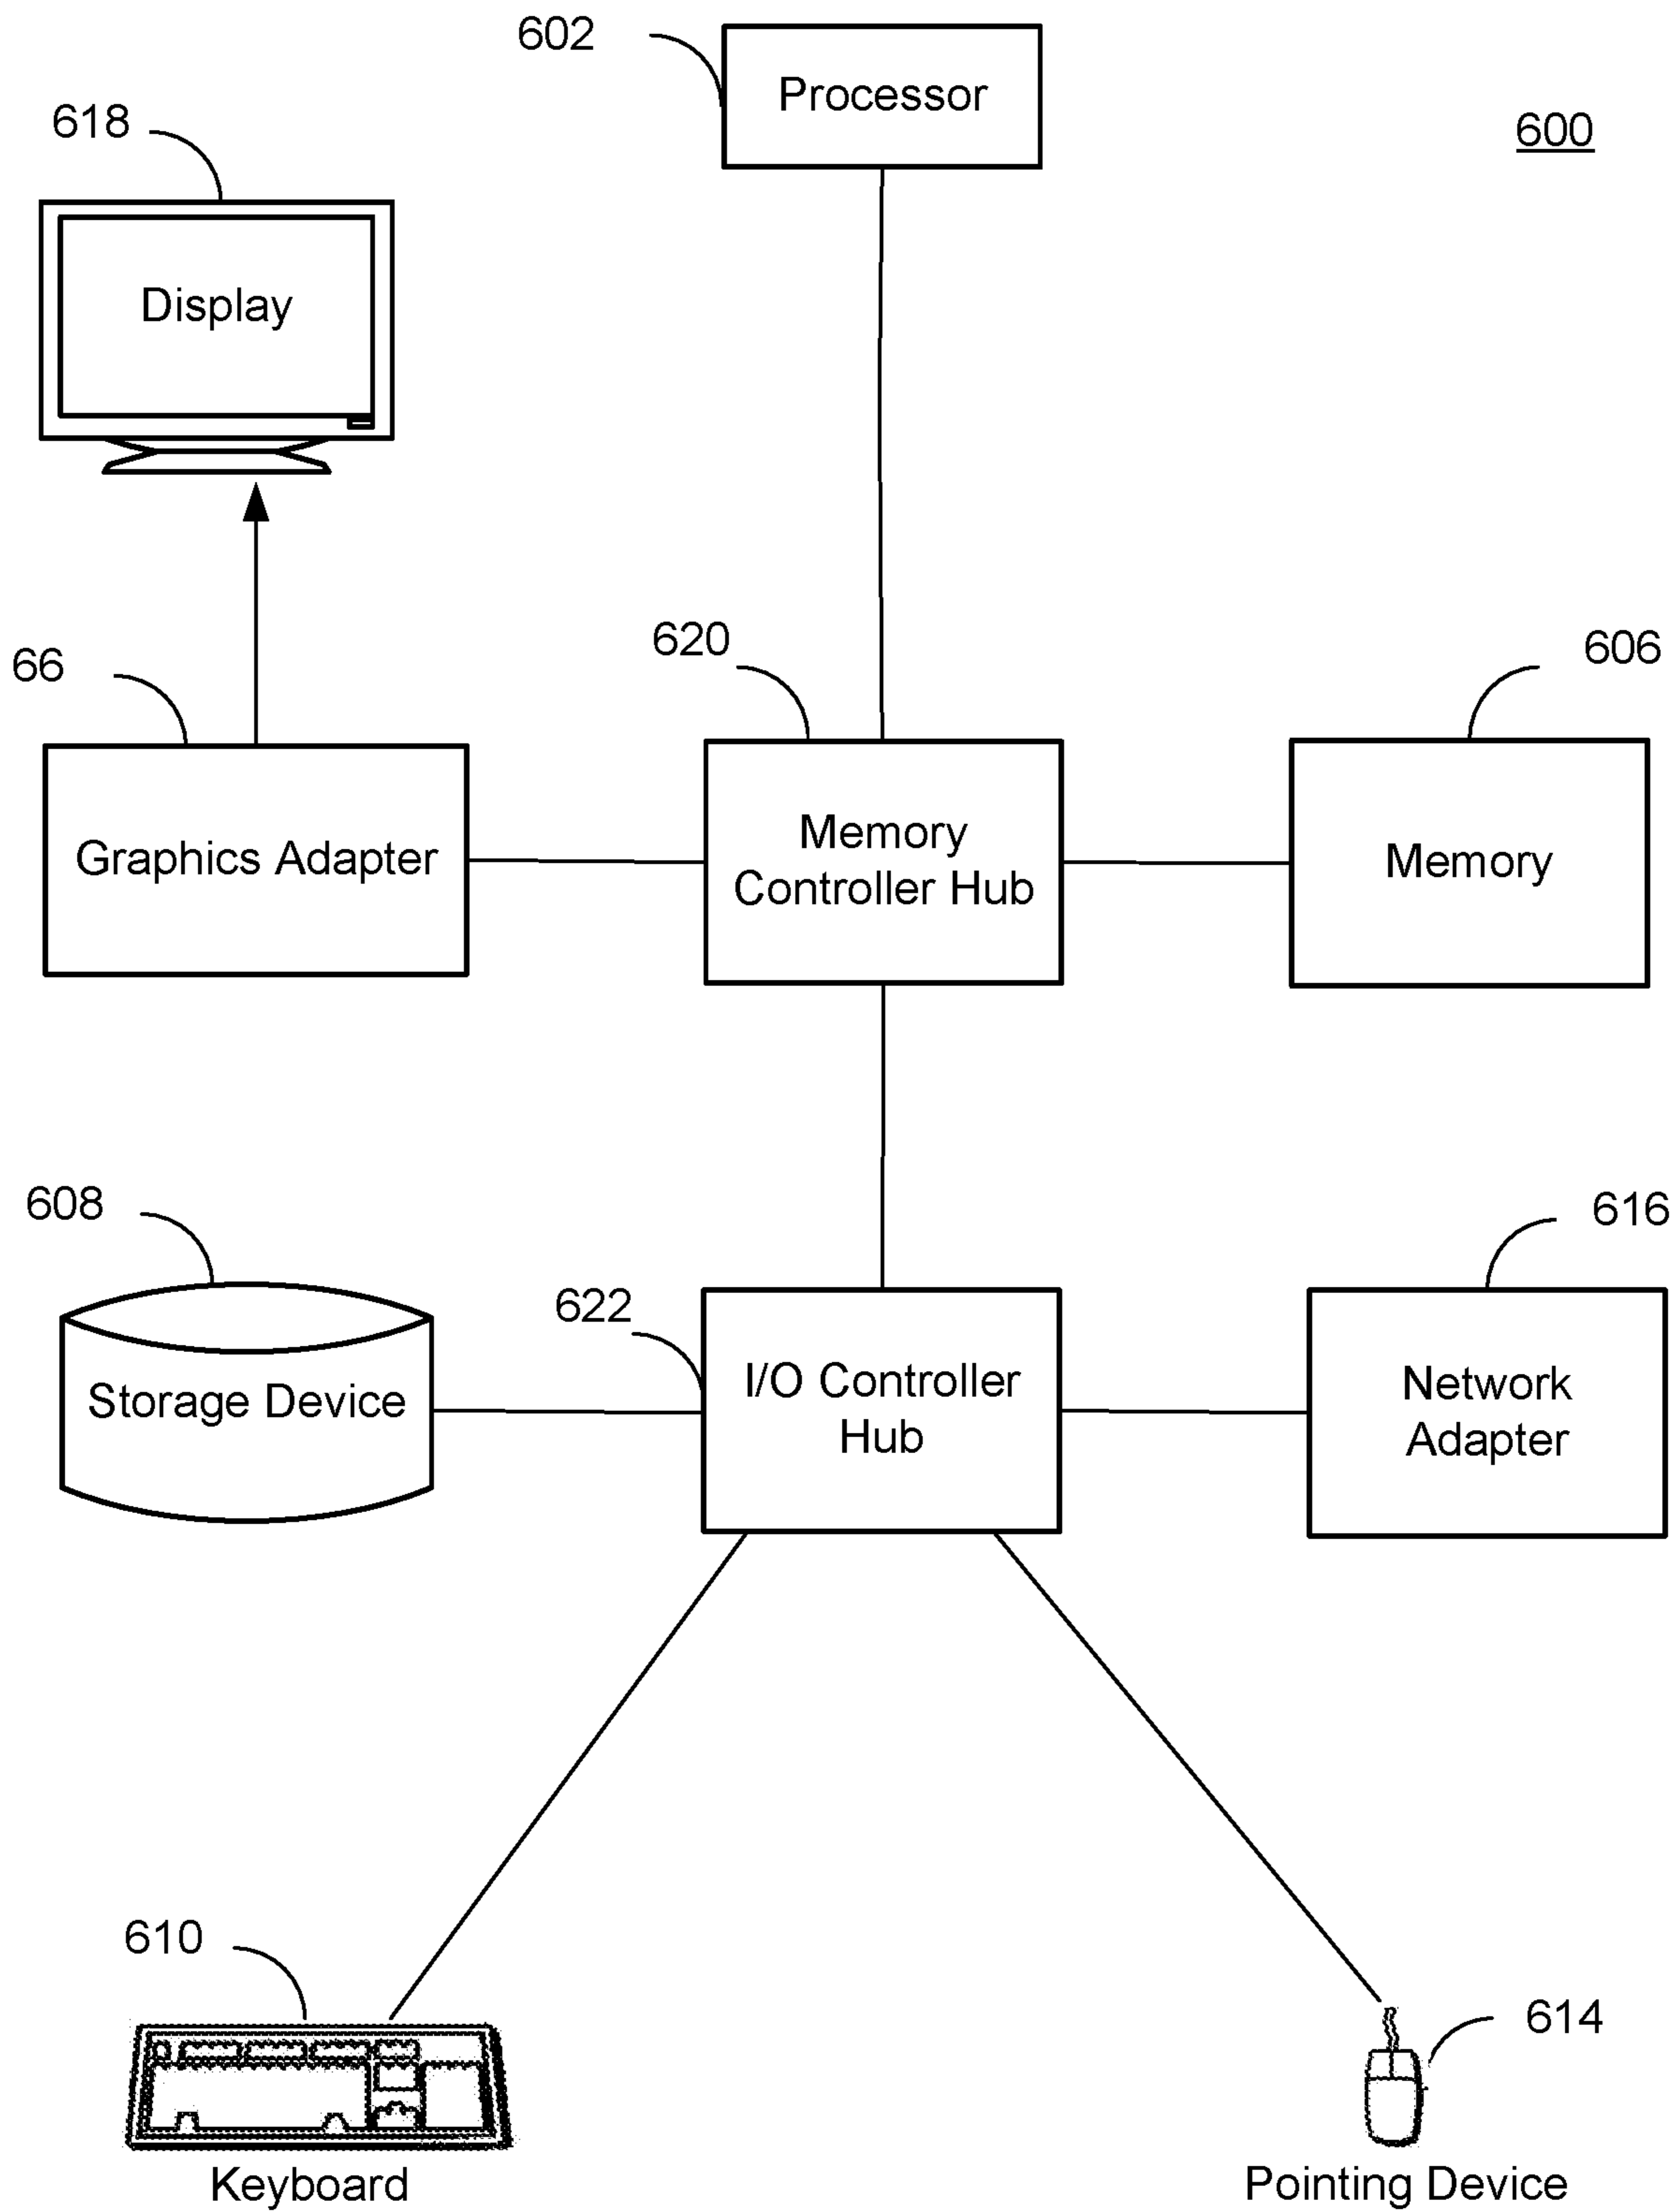 602
Processor
600
618
Display
66
620
606
Graphics Adapter
Memory
Controller Hub
Memory
608
622
616
Storage Device
I/O Controller
Hub
Network
Adapter
610
614
Keyboard
Pointing Device